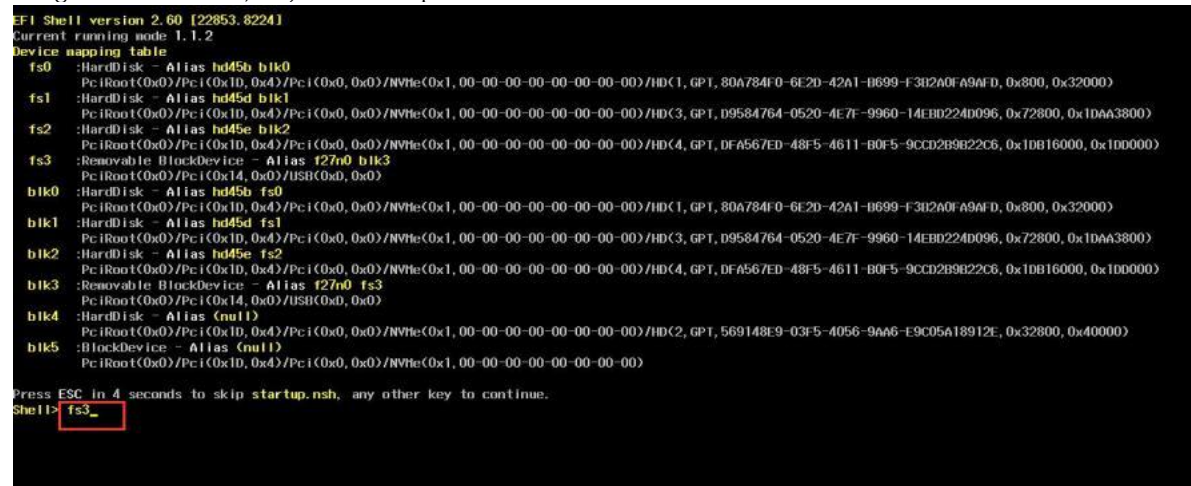 EFI Shell version 2.60 [22853.8224]
Current running mode 1.1.2
Device mapping table
fs0 :HardDisk - Alias hd45b blk0
PciRoot(0x0)/Pci(0x1D,0x4)/Pci(0x0,0x0)/NVMe(0x1,00-00-00-00-00-00-00-00)/HD(1,GPT,80A784F0-6E2D-42A1-B699-F3B2A0FA9AFD,0x800,0x32000)
fs1 :HardDisk - Alias hd45d blk1
PciRoot(0x0)/Pci(0x1D,0x4)/Pci(0x0,0x0)/NVMe(0x1,00-00-00-00-00-00-00-00)/HD(3,GPT,D9584764-0520-4E7F-9960-14EBD224D096,0x72800,0x1DAA3800)
fs2 :HardDisk - Alias hd45e blk2
PciRoot(0x0)/Pci(0x1D,0x4)/Pci(0x0,0x0)/NVMe(0x1,00-00-00-00-00-00-00-00)/HD(4,GPT,DFA567ED-48F5-4611-B0F5-9CCD2B9B22C6,0x1DB16000,0x1DD000)
fs3 :Removable BlockDevice - Alias f27n0 blk3
PciRoot(0x0)/Pci(0x14,0x0)/USB(0xD,0x0)
blk0 :HardDisk - Alias hd45b fs0
PciRoot(0x0)/Pci(0x1D,0x4)/Pci(0x0,0x0)/NVMe(0x1,00-00-00-00-00-00-00-00)/HD(1,GPT,80A784F0-6E2D-42A1-B699-F3B2A0FA9AFD,0x800,0x32000)
blk1 :HardDisk - Alias hd45d fs1
PciRoot(0x0)/Pci(0x1D,0x4)/Pci(0x0,0x0)/NVMe(0x1,00-00-00-00-00-00-00-00)/HD(3,GPT,D9584764-0520-4E7F-9960-14EBD224D096,0x72800,0x1DAA3800)
blk2 :HardDisk - Alias hd45e fs2
PciRoot(0x0)/Pci(0x1D,0x4)/Pci(0x0,0x0)/NVMe(0x1,00-00-00-00-00-00-00-00)/HD(4,GPT,DFA567ED-48F5-4611-B0F5-9CCD2B9B22C6,0x1DB16000,0x1DD000)
blk3 :Removable BlockDevice - Alias f27n0 fs3
PciRoot(0x0)/Pci(0x14,0x0)/USB(0xD,0x0)
blk4 :HardDisk - Alias (null)
PciRoot(0x0)/Pci(0x1D,0x4)/Pci(0x0,0x0)/NVMe(0x1,00-00-00-00-00-00-00-00)/HD(2,GPT,569148E9-03F5-4056-9AA6-E9C05A18912E,0x32800,0x40000)
blk5 :BlockDevice - Alias (null)
PciRoot(0x0)/Pci(0x1D,0x4)/Pci(0x0,0x0)/NVMe(0x1,00-00-00-00-00-00-00-00)
Press ESC in 4 seconds to skip startup.nsh, any other key to continue.
Shell> fs3_